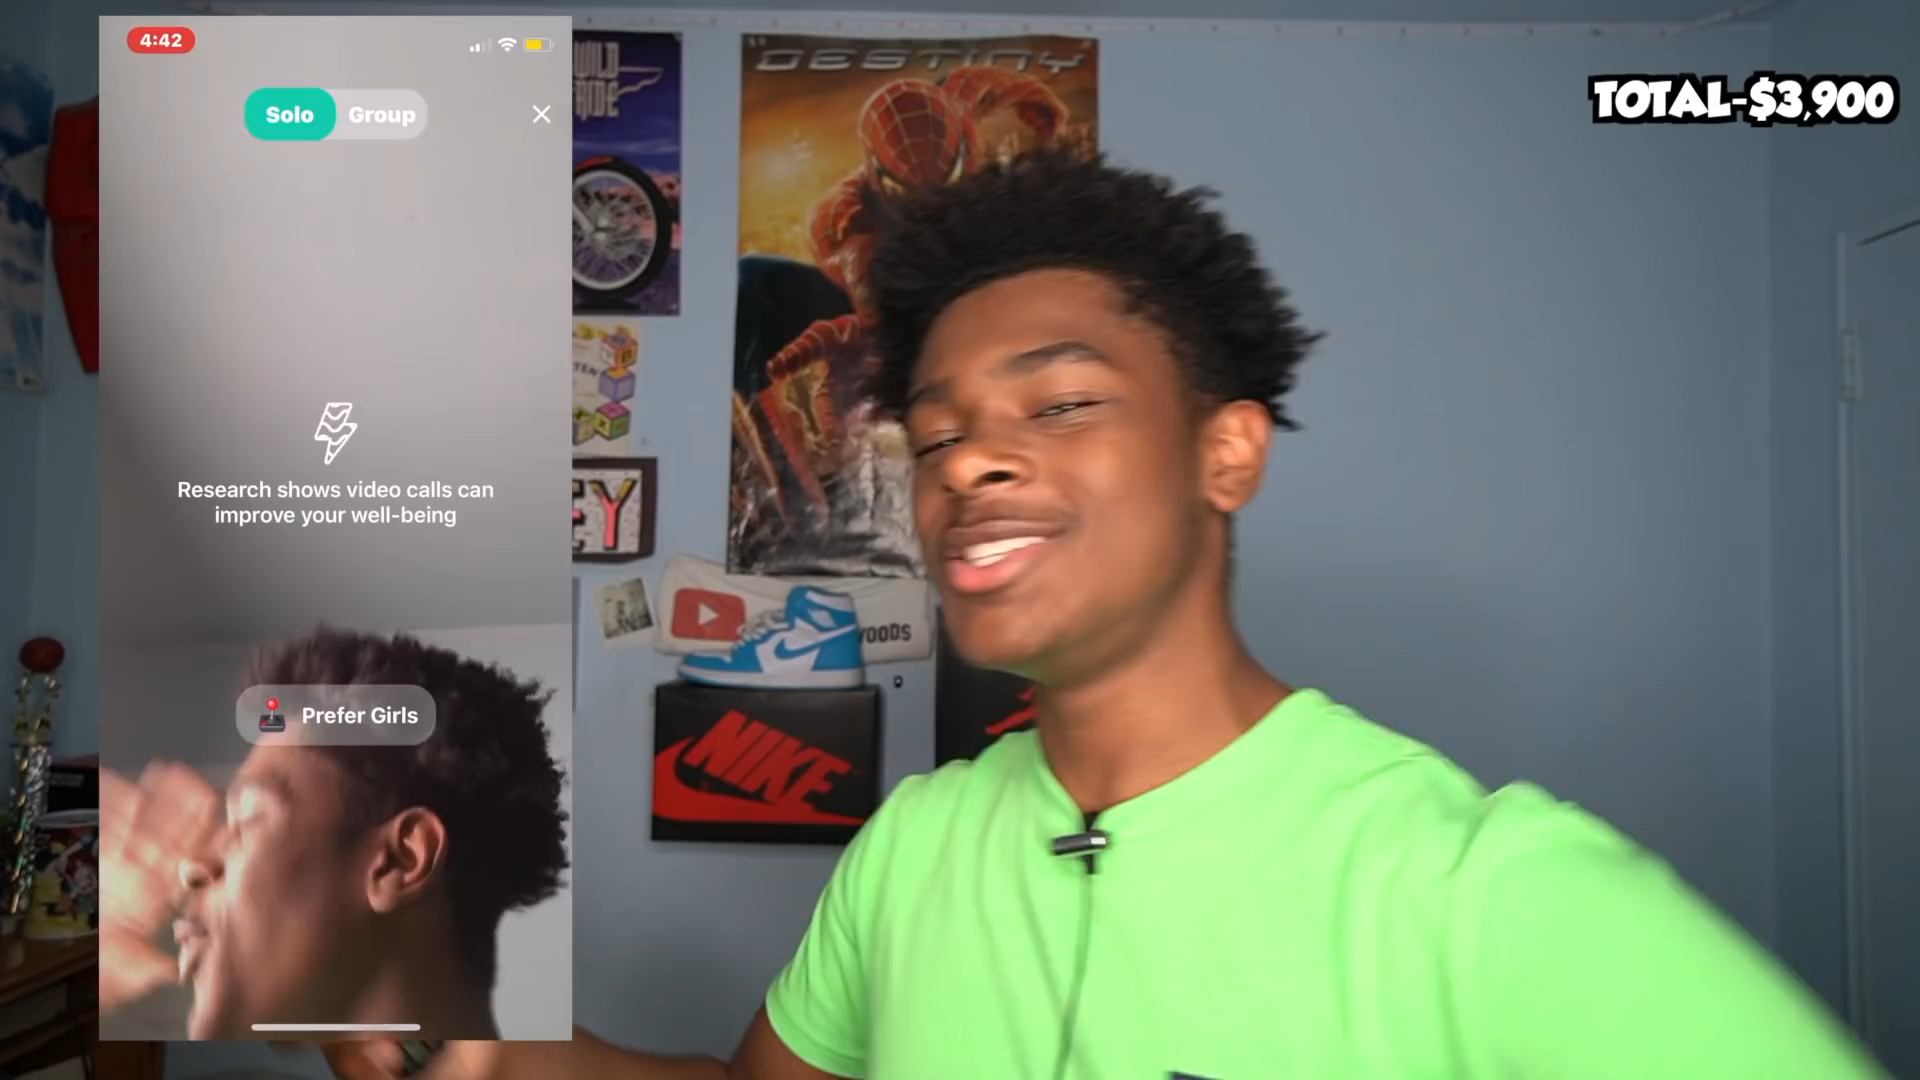 4:42
Solo
Group
Research shows video calls can
improve your well-being
Prefer Girls
DESTINY
TOTAL-$3,900
NIKE